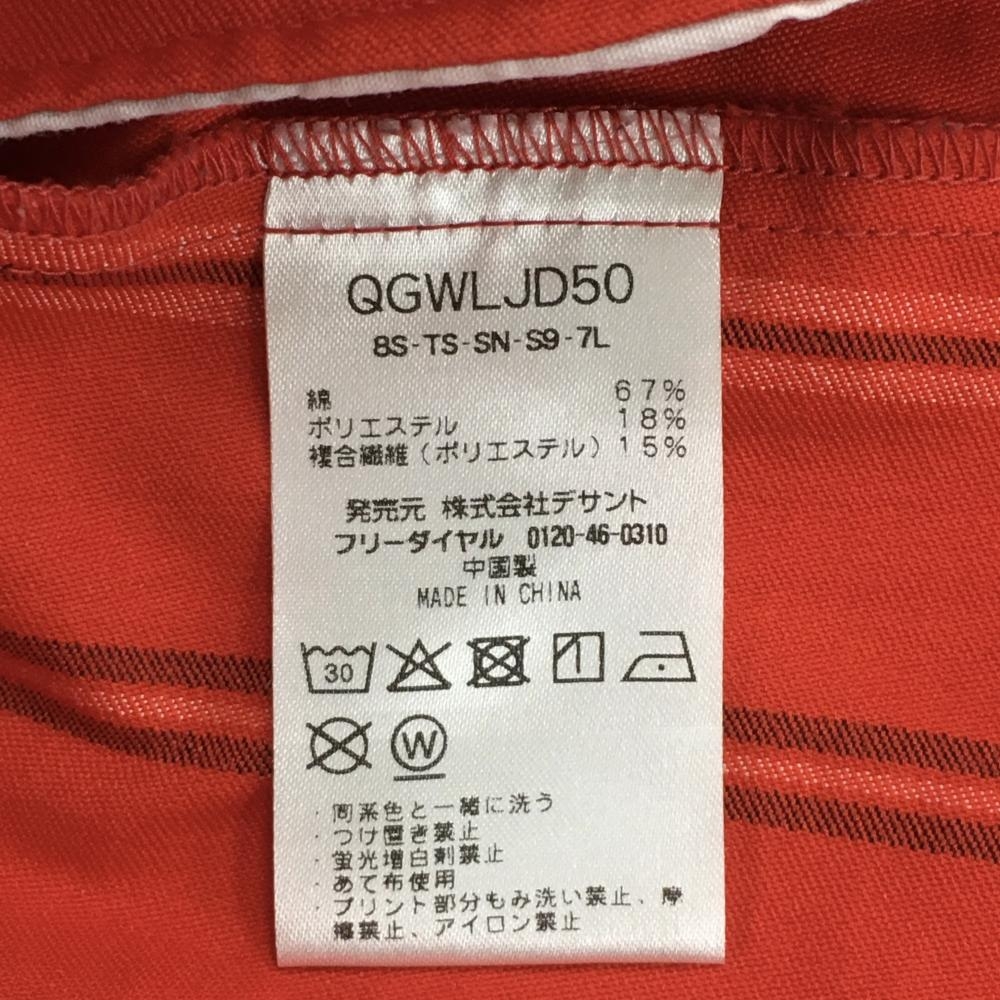 QGWLJD50
8S-TS-SN-S9-7L
綿 67%
ポリエステル 18%
複合繊維(ポリエステル) 15%
発売元 株式会社デサント
フリーダイヤル 0120-46-0310
中国製
MADE IN CHINA
30
W
・同系色と一緒に洗う
・つけ置き禁止
・蛍光増白剤禁止
・あて布使用
・プリント部分もみ洗い禁止、摩
擦禁止、アイロン禁止